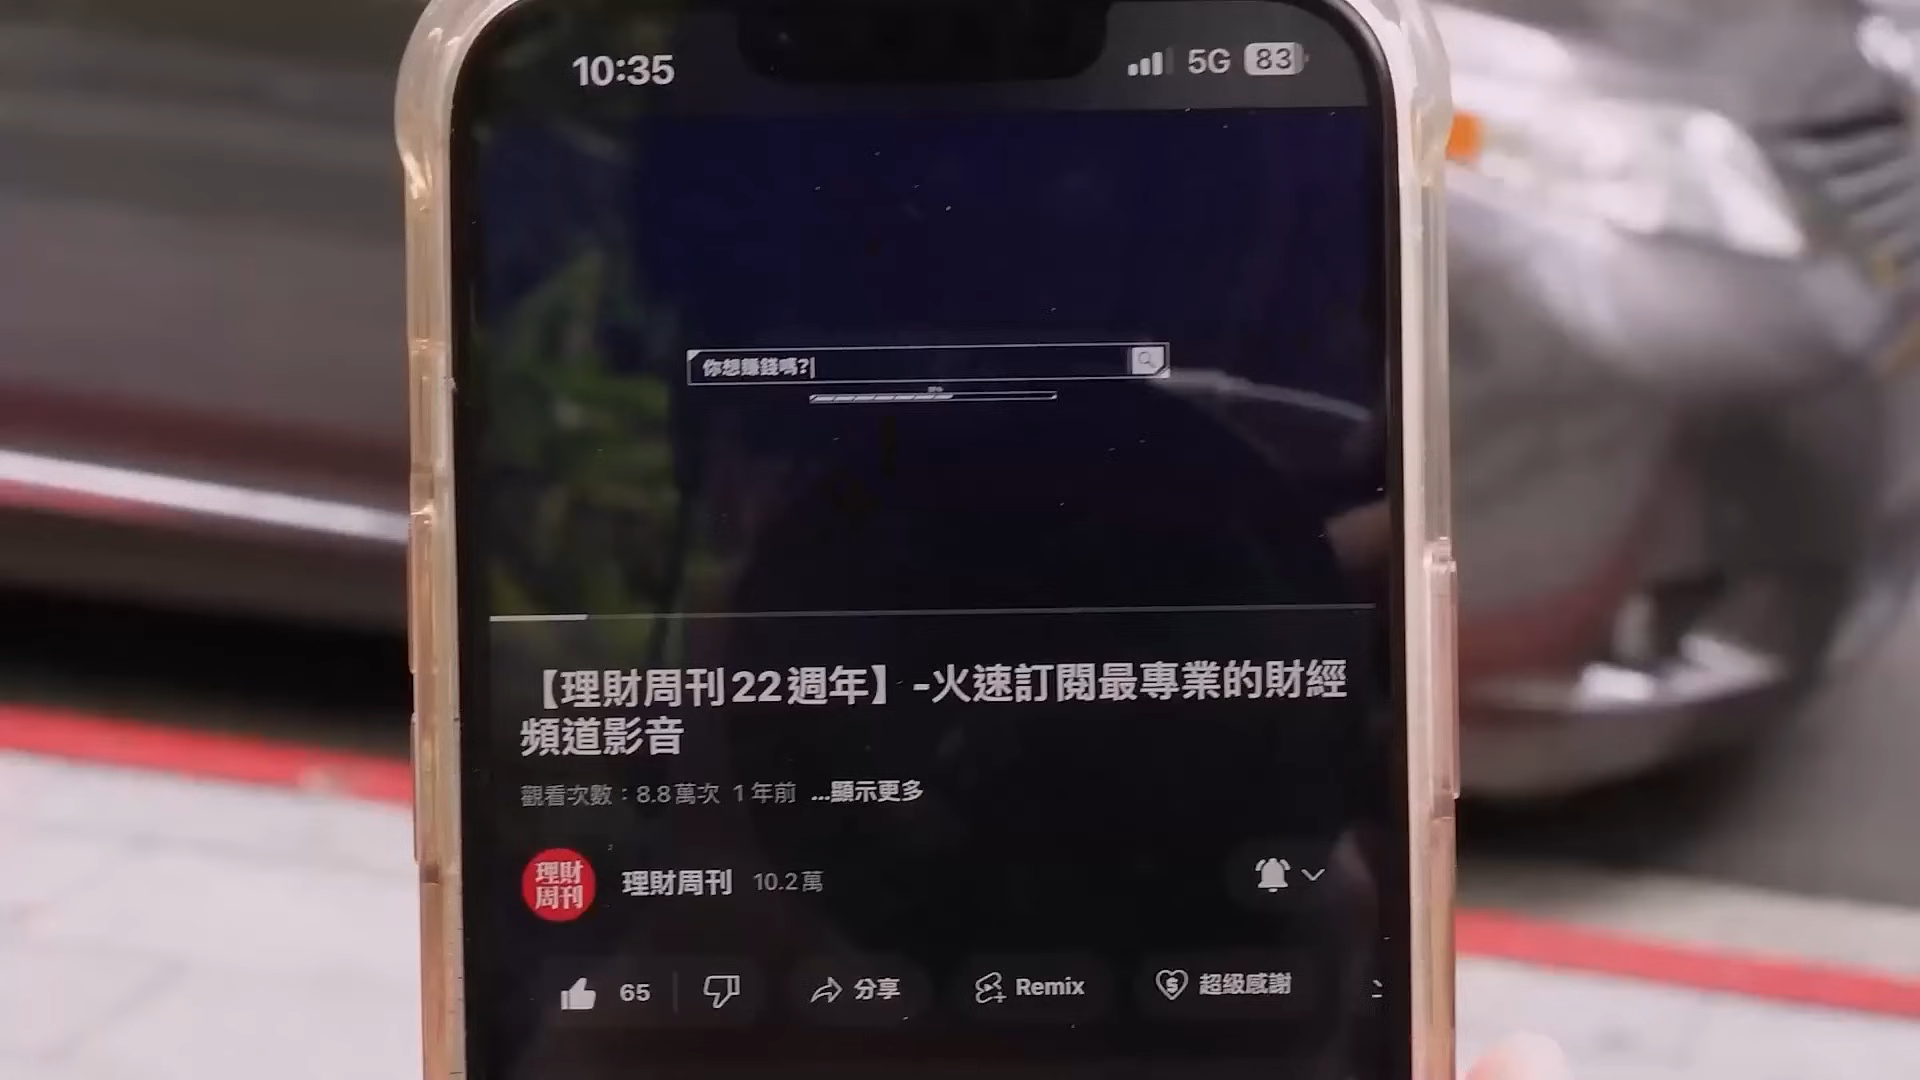 10:35
5G 83
你想賺錢嗎?
【理財周刊22週年】-火速訂閱最專業的財經
頻道影音
觀看次數：8.8萬次 1年前 ...顯示更多
理財
周刊
理財周刊 10.2萬
65 分享 Remix 超級感謝